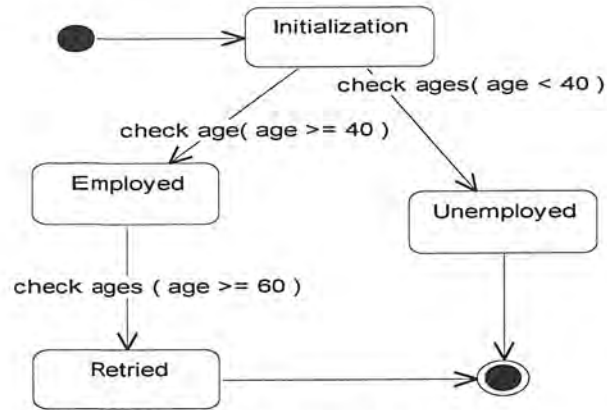 Initialization
check ages( age < 40 )
check age( age >= 40 )
Employed
Unemployed
check ages ( age >= 60 )
Retried